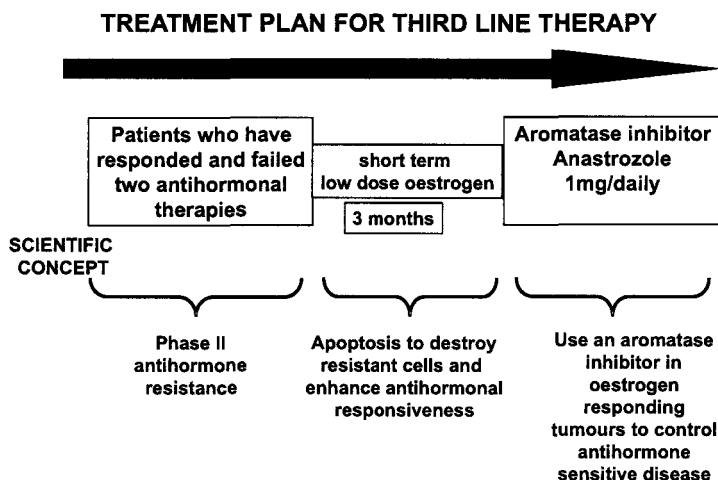 TREATMENT PLAN FOR THIRD LINE THERAPY
Patients who have
responded and failed
two antihormonal
therapies
short term
low dose oestrogen
3 months
Aromatase inhibitor
Anastrozole
1mg/daily
SCIENTIFIC
CONCEPT
Phase II
antihormone
resistance
Apoptosis to destroy
resistant cells and
enhance antihormonal
responsiveness
Use an aromatase
inhibitor in
oestrogen
responding
tumours to control
antihormone
sensitive disease